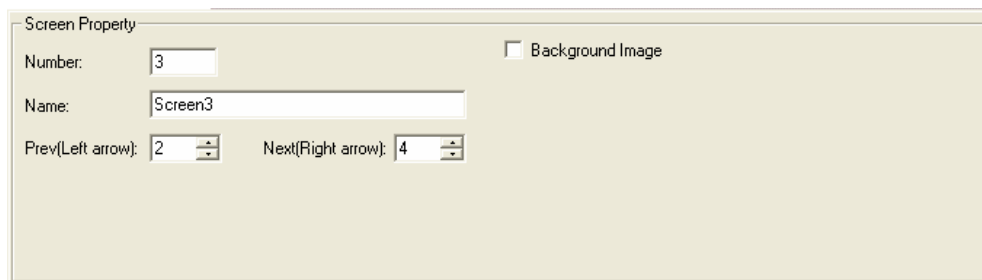 Screen Property
Number: 3
Background Image
Name: Screen3
Prev(Left arrow): 2 Next(Right arrow): 4